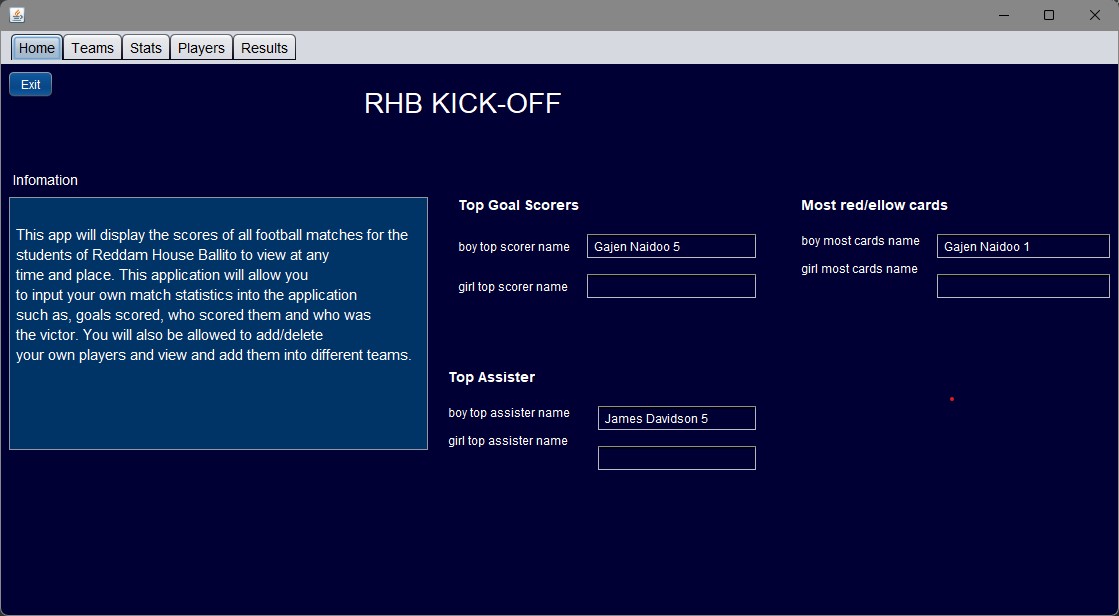 Home Teams Stats Players Results
Exit
RHB KICK-OFF
Infomation
This app will display the scores of all football matches for the
students of Reddam House Ballito to view at any
time and place. This application will allow you
to input your own match statistics into the application
such as, goals scored, who scored them and who was
the victor. You will also be allowed to add/delete
your own players and view and add them into different teams.
Top Goal Scorers
boy top scorer name Gajen Naidoo 5
girl top scorer name
Most red/ellow cards
boy most cards name Gajen Naidoo 1
girl most cards name
Top Assister
boy top assister name James Davidson 5
girl top assister name